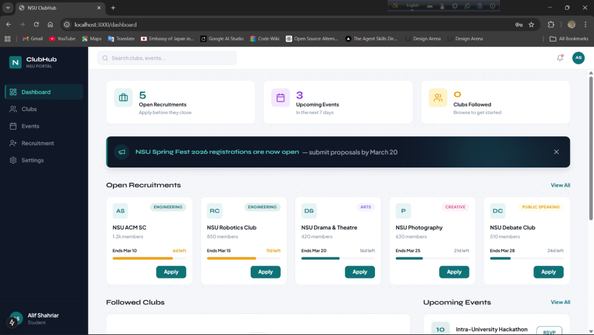 NSU ClubHub
English
localhost:3000/dashboard
Gmail
YouTube
Maps
Translate
Embassy of Japan in...
Google AI Studio
Code Wiki
Open Source Altern...
The Agent Skills Dir...
Design Arena
Design Arena
All Bookmarks
N
ClubHub
NSU PORTAL
Search clubs, events...
AS
Dashboard
Clubs
Events
Recruitment
Settings
5
Open Recruitments
Apply before they close
3
Upcoming Events
In the next 7 days
0
Clubs Followed
Browse to get started
NSU Spring Fest 2026 registrations are now open — submit proposals by March 20
Open Recruitments
View All
AS
ENGINEERING
NSU ACM SC
1.2k members
Ends Mar 10
6d left
Apply
RC
ENGINEERING
NSU Robotics Club
850 members
Ends Mar 15
11d left
Apply
D&
ARTS
NSU Drama & Theatre
420 members
Ends Mar 20
16d left
Apply
P
CREATIVE
NSU Photography
630 members
Ends Mar 25
21d left
Apply
DC
PUBLIC SPEAKING
NSU Debate Club
510 members
Ends Mar 28
24d left
Apply
Followed Clubs
Upcoming Events
View All
10
Intra-University Hackathon
RSVP
Alif Shahriar
Student